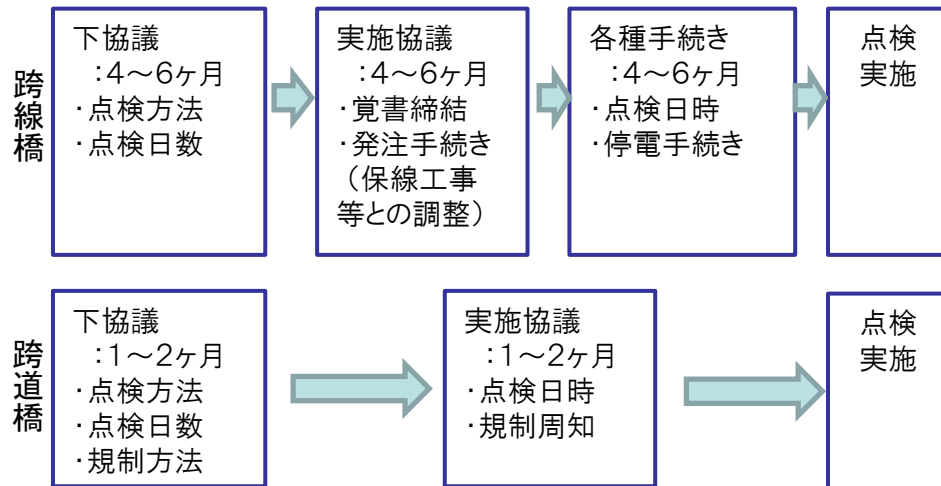 跨線橋
下協議
:4～6ヶ月
・点検方法
・点検日数
実施協議
:4～6ヶ月
・覚書締結
・発注手続き
（保線工事
等との調整）
各種手続き
:4～6ヶ月
・点検日時
・停電手続き
点検
実施
跨道橋
下協議
:1～2ヶ月
・点検方法
・点検日数
・規制方法
実施協議
:1～2ヶ月
・点検日時
・規制周知
点検
実施